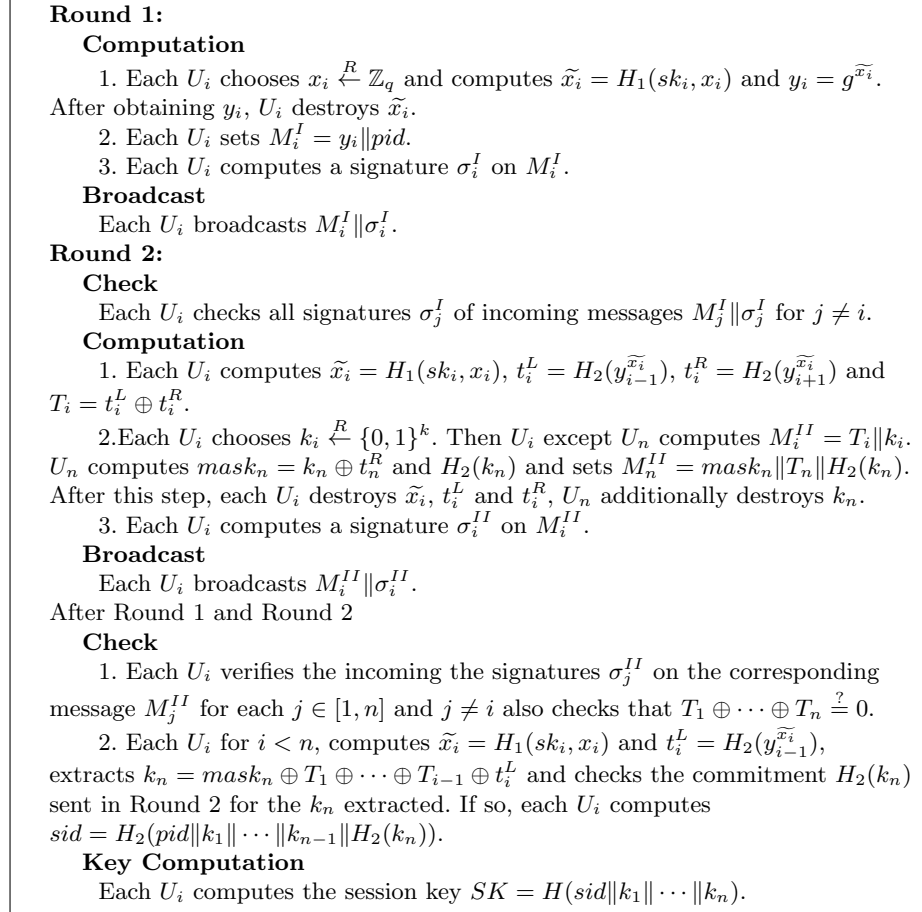 Round 1:
Computation
1. Each U_i chooses x_i ←^R ℤ_q and computes x̃_i = H_1(sk_i, x_i) and y_i = g^{x̃_i}.
After obtaining y_i, U_i destroys x̃_i.
2. Each U_i sets M_i^I = y_i‖pid.
3. Each U_i computes a signature σ_i^I on M_i^I.
Broadcast
Each U_i broadcasts M_i^I‖σ_i^I.
Round 2:
Check
Each U_i checks all signatures σ_j^I of incoming messages M_j^I‖σ_j^I for j ≠ i.
Computation
1. Each U_i computes x̃_i = H_1(sk_i, x_i), t_i^L = H_2(y_{i−1}^{x̃_i}), t_i^R = H_2(y_{i+1}^{x̃_i}) and
T_i = t_i^L ⊕ t_i^R.
2.Each U_i chooses k_i ←^R {0, 1}^k. Then U_i except U_n computes M_i^{II} = T_i‖k_i.
U_n computes mask_n = k_n ⊕ t_n^R and H_2(k_n) and sets M_n^{II} = mask_n‖T_n‖H_2(k_n).
After this step, each U_i destroys x̃_i, t_i^L and t_i^R, U_n additionally destroys k_n.
3. Each U_i computes a signature σ_i^{II} on M_i^{II}.
Broadcast
Each U_i broadcasts M_i^{II}‖σ_i^{II}.
After Round 1 and Round 2
Check
1. Each U_i verifies the incoming the signatures σ_j^{II} on the corresponding
message M_j^{II} for each j ∈ [1, n] and j ≠ i also checks that T_1 ⊕ ⋯ ⊕ T_n ≟ 0.
2. Each U_i for i < n, computes x̃_i = H_1(sk_i, x_i) and t_i^L = H_2(y_{i−1}^{x̃_i}),
extracts k_n = mask_n ⊕ T_1 ⊕ ⋯ ⊕ T_{i−1} ⊕ t_i^L and checks the commitment H_2(k_n)
sent in Round 2 for the k_n extracted. If so, each U_i computes
sid = H_2(pid‖k_1‖ ⋯ ‖k_{n−1}‖H_2(k_n)).
Key Computation
Each U_i computes the session key SK = H(sid‖k_1‖ ⋯ ‖k_n).